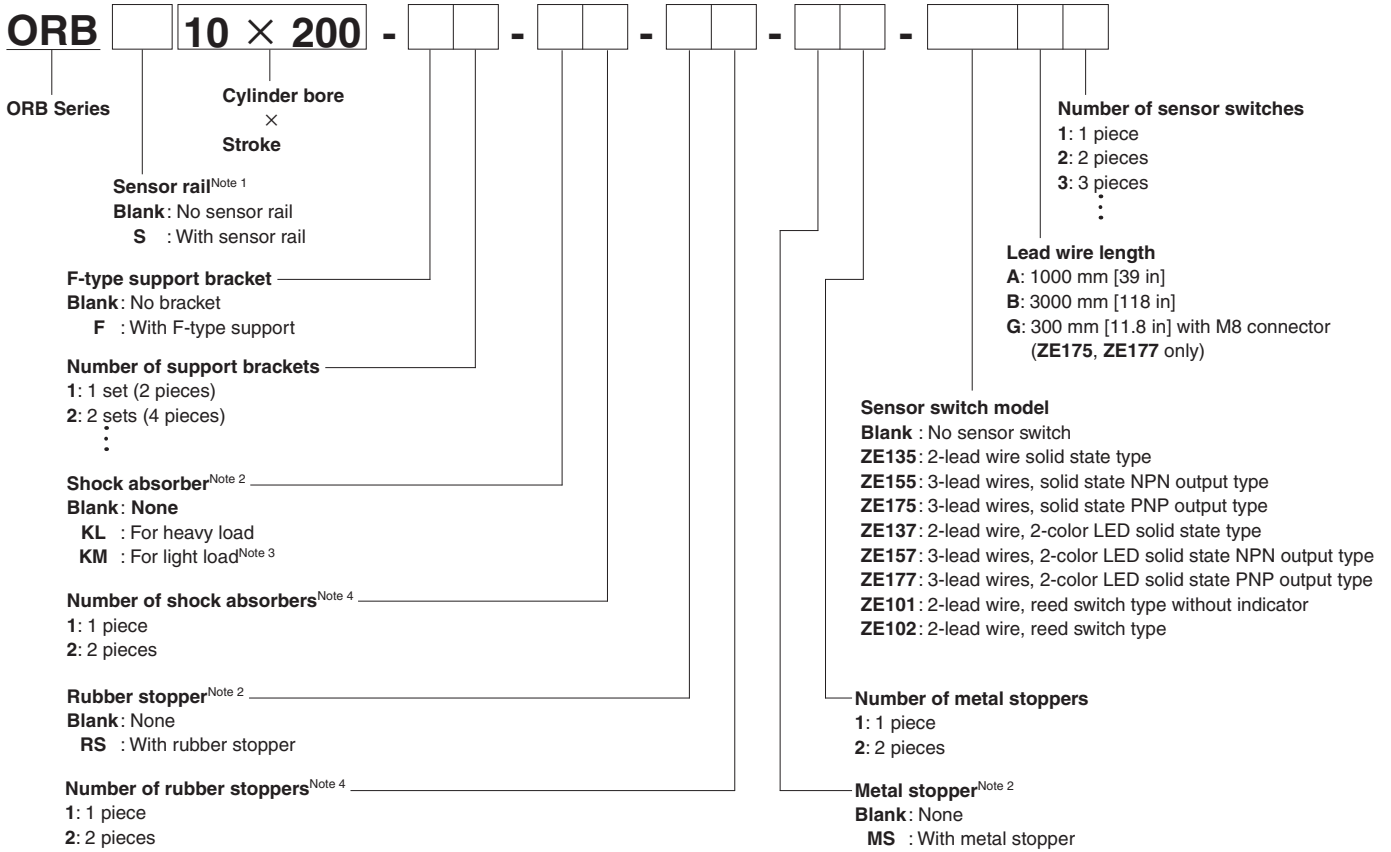 ORB 10 × 200 - - - - -
ORB Series
Cylinder bore
×
Stroke
Sensor rail Note 1
Blank: No sensor rail
S : With sensor rail
F-type support bracket
Blank: No bracket
F : With F-type support
Number of support brackets
1: 1 set (2 pieces)
2: 2 sets (4 pieces)
⋮
Shock absorber Note 2
Blank: None
KL : For heavy load
KM : For light load Note 3
Number of shock absorbers Note 4
1: 1 piece
2: 2 pieces
Rubber stopper Note 2
Blank: None
RS : With rubber stopper
Number of rubber stoppers Note 4
1: 1 piece
2: 2 pieces
Number of sensor switches
1: 1 piece
2: 2 pieces
3: 3 pieces
⋮
Lead wire length
A: 1000 mm [39 in]
B: 3000 mm [118 in]
G: 300 mm [11.8 in] with M8 connector
(ZE175, ZE177 only)
Sensor switch model
Blank : No sensor switch
ZE135: 2-lead wire solid state type
ZE155: 3-lead wires, solid state NPN output type
ZE175: 3-lead wires, solid state PNP output type
ZE137: 2-lead wire, 2-color LED solid state type
ZE157: 3-lead wires, 2-color LED solid state NPN output type
ZE177: 3-lead wires, 2-color LED solid state PNP output type
ZE101: 2-lead wire, reed switch type without indicator
ZE102: 2-lead wire, reed switch type
Number of metal stoppers
1: 1 piece
2: 2 pieces
Metal stopper Note 2
Blank: None
MS : With metal stopper